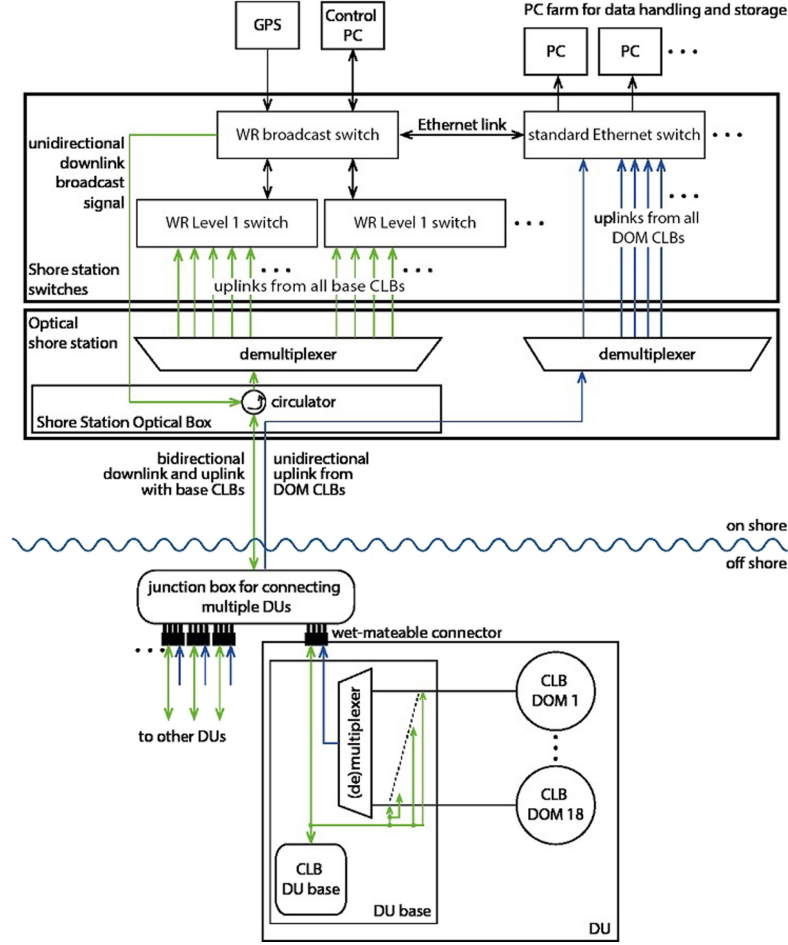 PC farm for data handling and storage
GPS
Control
PC
PC
PC
WR broadcast switch
Ethernet link
standard Ethernet switch
unidirectional
downlink
broadcast
signal
WR Level 1 switch
WR Level 1 switch
uplinks from all
DOM CLBs
Shore station
switches
uplinks from all base CLBs
Optical
shore station
demultiplexer
demultiplexer
circulator
Shore Station Optical Box
bidirectional
downlink and uplink
with base CLBs
unidirectional
uplink from
DOM CLBs
on shore
off shore
junction box for connecting
multiple DUs
wet-mateable connector
to other DUs
(de)multiplexer
CLB
DOM 1
CLB
DOM 18
CLB
DU base
DU base
DU